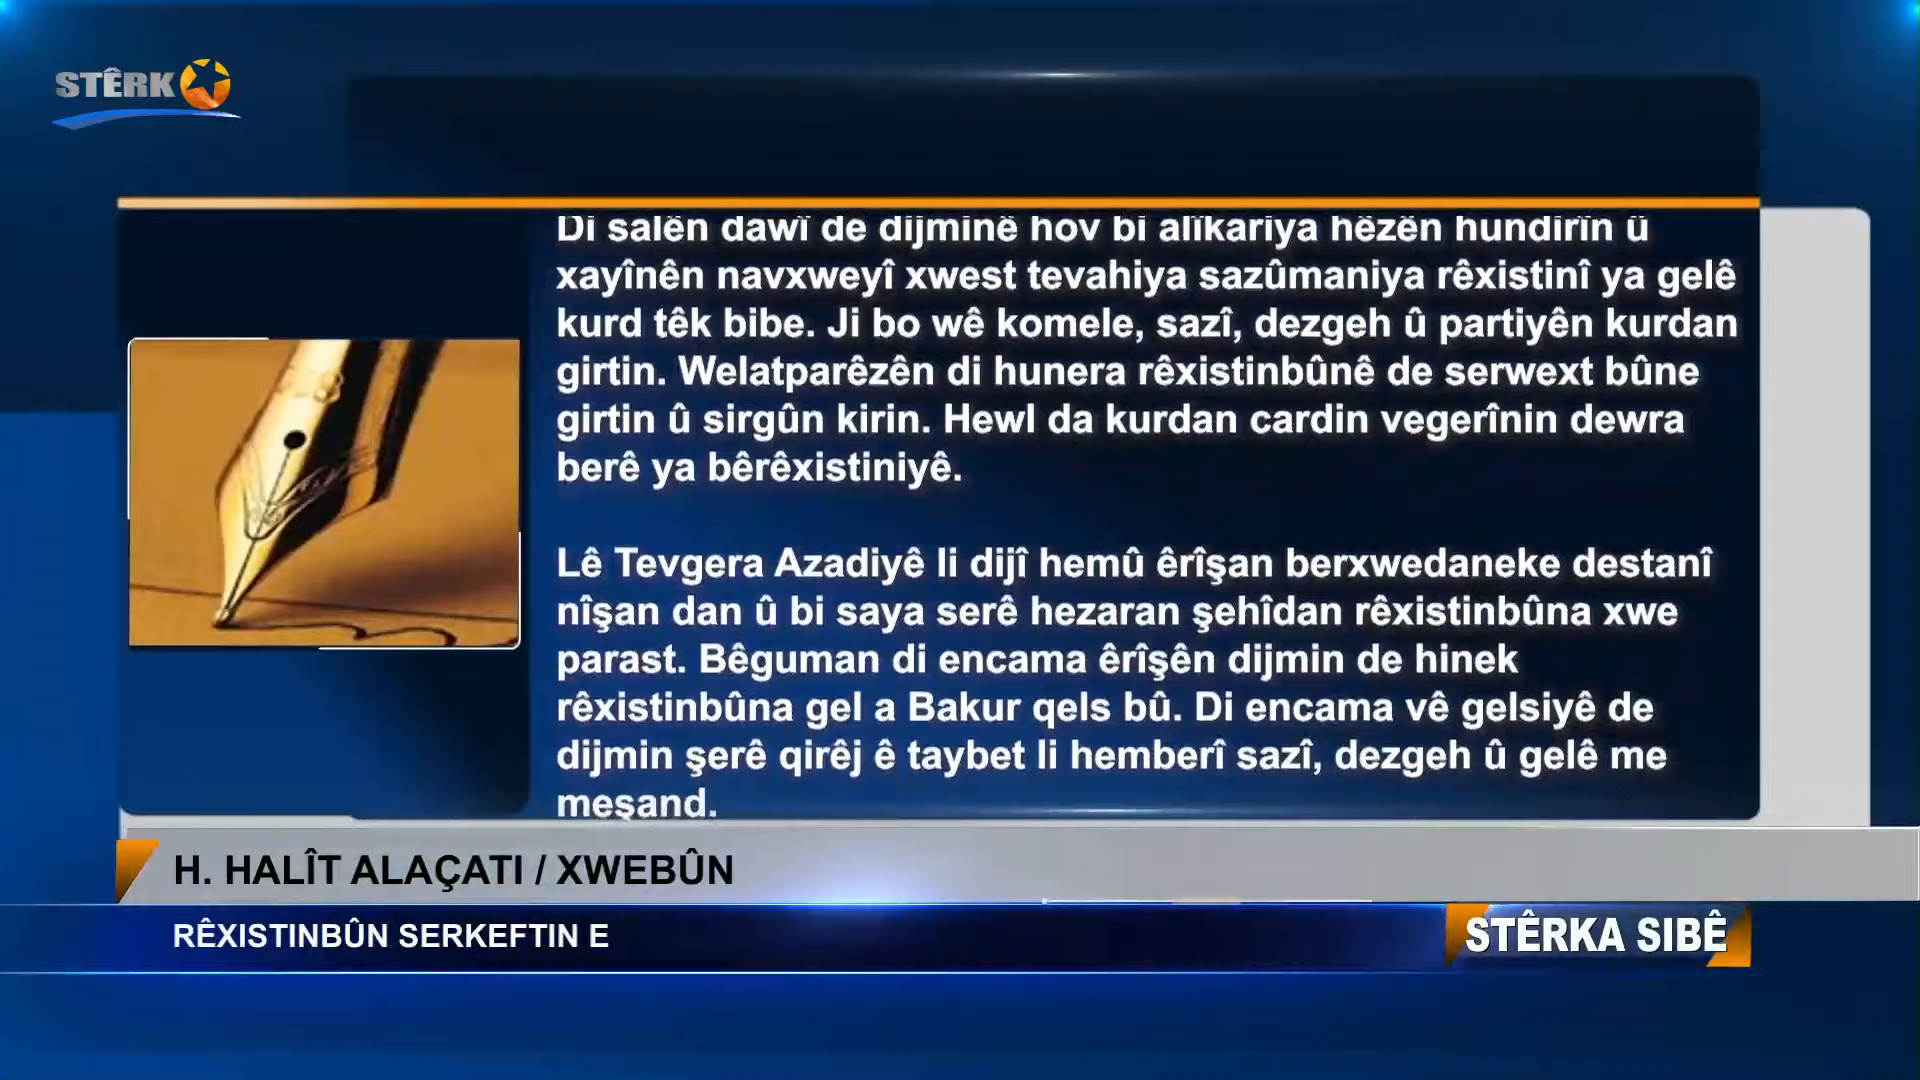 STÊRK
Di salên dawî de dijminê hov bi alîkariya hêzên hundirîn û
xayînên navxweyî xwest tevahiya sazûmaniya rêxistinî ya gelê
kurd têk bibe. Ji bo wê komele, sazî, dezgeh û partiyên kurdan
girtin. Welatparêzên di hunera rêxistinbûnê de serwext bûne
girtin û sirgûn kirin. Hewl da kurdan cardin vegerînin dewra
berê ya bêrêxistiniyê.
Lê Tevgera Azadiyê li dijî hemû êrîşan berxwedaneke destanî
nîşan dan û bi saya serê hezaran şehîdan rêxistinbûna xwe
parast. Bêguman di encama êrîşên dijmin de hinek
rêxistinbûna gel a Bakur qels bû. Di encama vê gelsiyê de
dijmin şerê qirêj ê taybet li hemberî sazî, dezgeh û gelê me
meşand.
H. HALÎT ALAÇATI / XWEBÛN
RÊXISTINBÛN SERKEFTIN E
STÊRKA SIBÊ